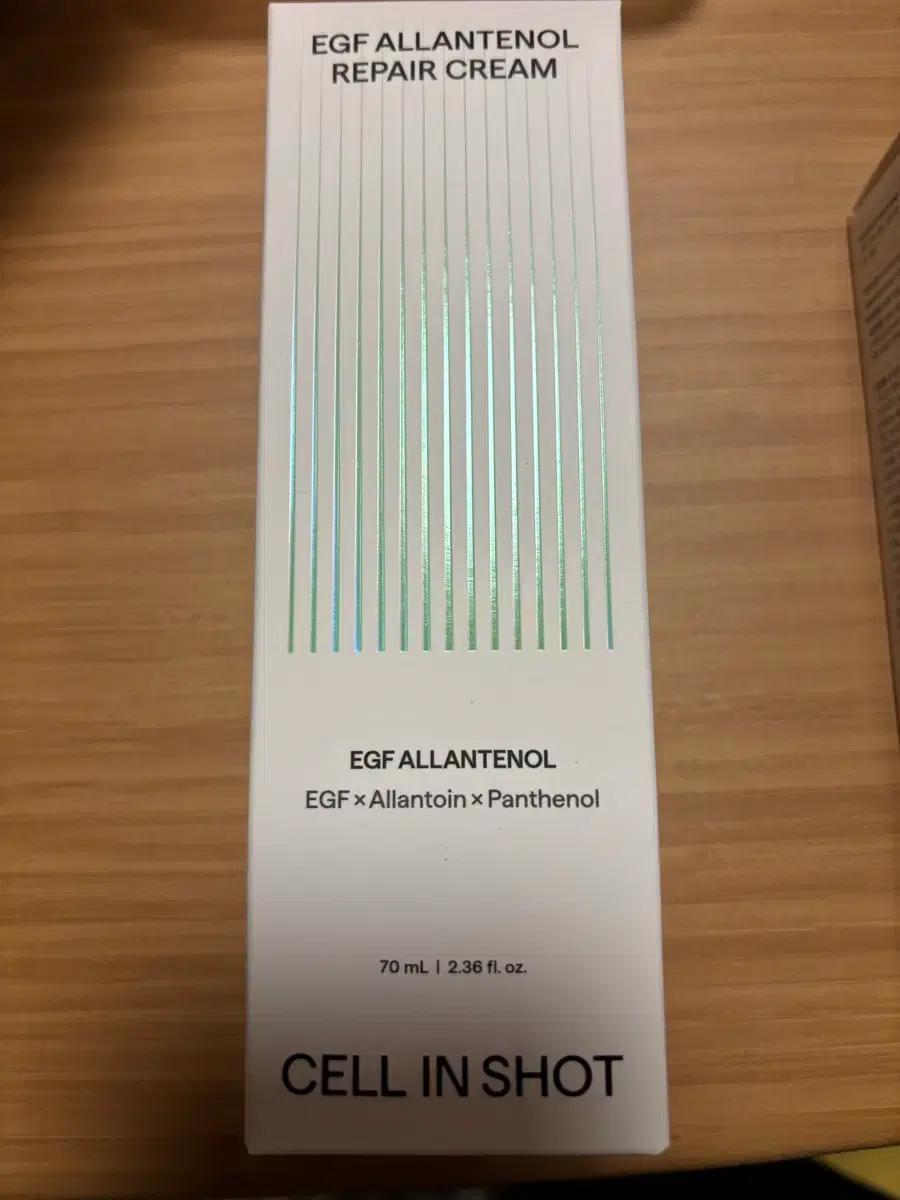 EGF ALLANTENOL
REPAIR CREAM
EGF ALLANTENOL
EGF × Allantoin × Panthenol
70 mL | 2.36 fl. oz.
CELL IN SHOT